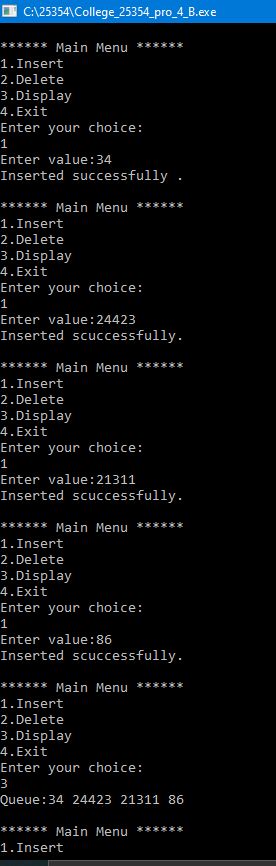 C:\25354\College_25354_pro_4_B.exe
****** Main Menu ******
1.Insert
2.Delete
3.Display
4.Exit
Enter your choice:
1
Enter value:34
Inserted successfully .
****** Main Menu ******
1.Insert
2.Delete
3.Display
4.Exit
Enter your choice:
1
Enter value:24423
Inserted scuccessfully.
****** Main Menu ******
1.Insert
2.Delete
3.Display
4.Exit
Enter your choice:
1
Enter value:21311
Inserted scuccessfully.
****** Main Menu ******
1.Insert
2.Delete
3.Display
4.Exit
Enter your choice:
1
Enter value:86
Inserted scuccessfully.
****** Main Menu ******
1.Insert
2.Delete
3.Display
4.Exit
Enter your choice:
3
Queue:34 24423 21311 86
****** Main Menu ******
1.Insert